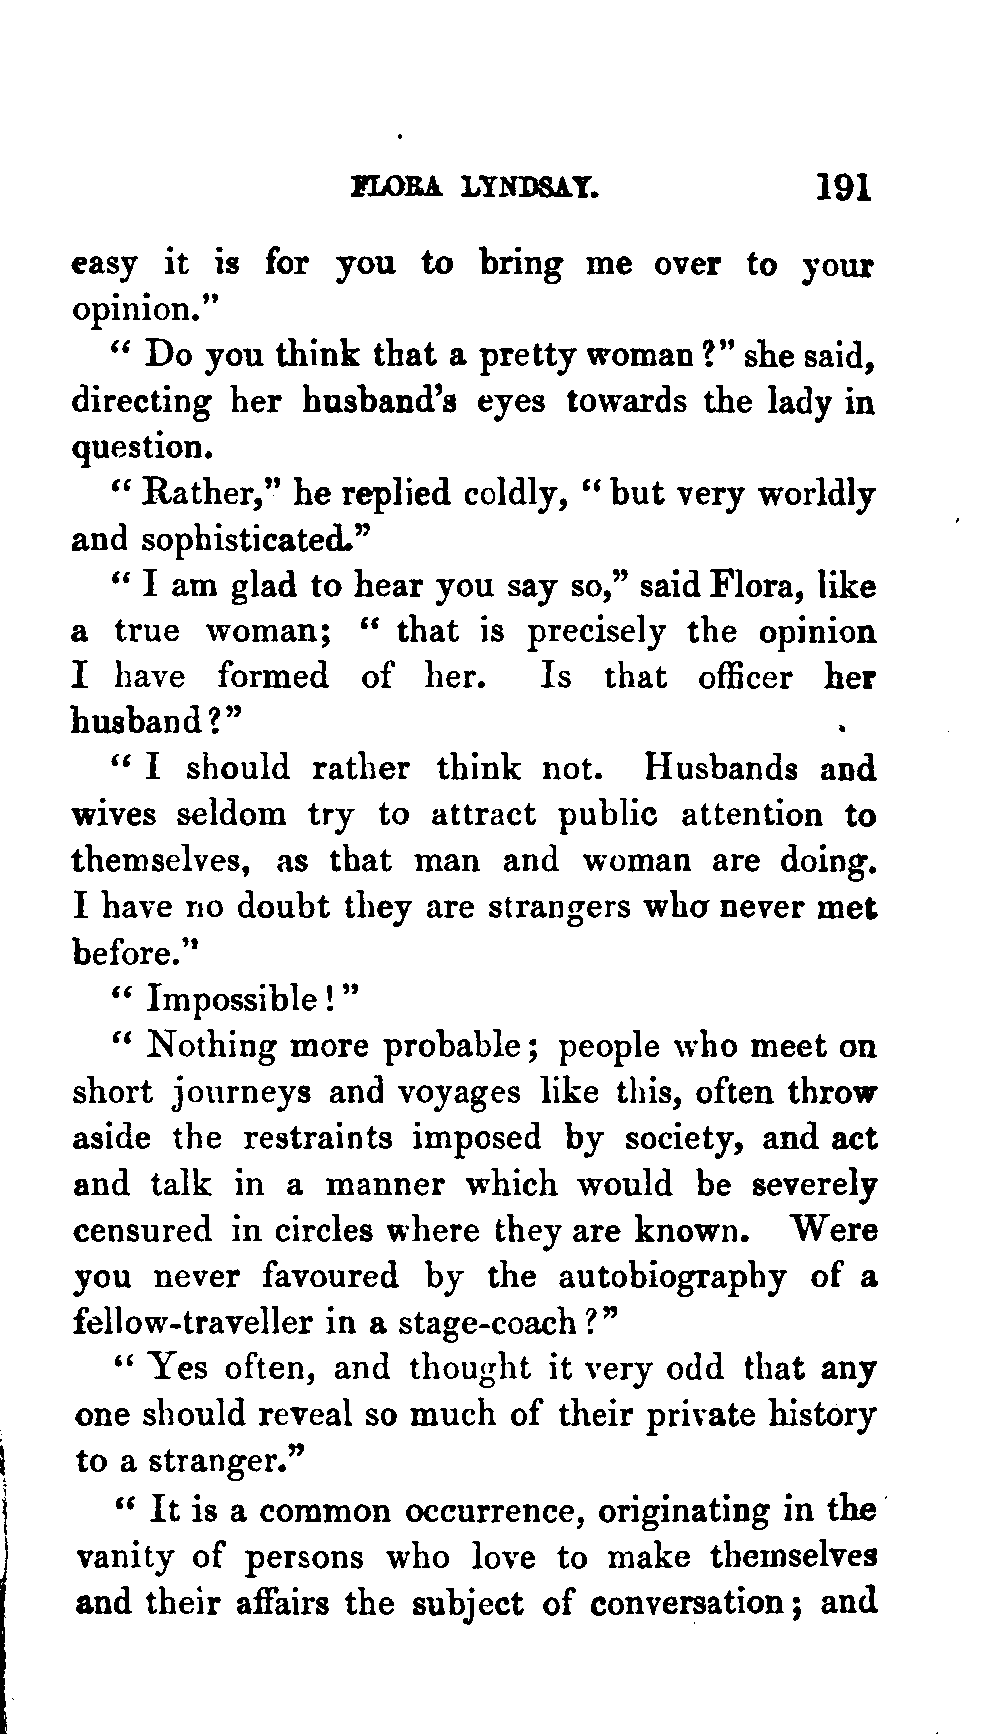 FLORA LYNDSAY. 191
easy it is for you to bring me over to your
opinion."
" Do you think that a pretty woman ?" she said,
directing her husband's eyes towards the lady in
question.
" Rather," he replied coldly, " but very worldly
and sophisticated."
" I am glad to hear you say so," said Flora, like
a true woman; " that is precisely the opinion
I have formed of her. Is that officer her
husband ?"
" I should rather think not. Husbands and
wives seldom try to attract public attention to
themselves, as that man and woman are doing.
I have no doubt they are strangers who never met
before."
" Impossible ! "
" Nothing more probable ; people who meet on
short journeys and voyages like this, often throw
aside the restraints imposed by society, and act
and talk in a manner which would be severely
censured in circles where they are known. Were
you never favoured by the autobiography of a
fellow-traveller in a stage-coach ?"
" Yes often, and thought it very odd that any
one should reveal so much of their private history
to a stranger."
" It is a common occurrence, originating in the
vanity of persons who love to make themselves
and their affairs the subject of conversation ; and